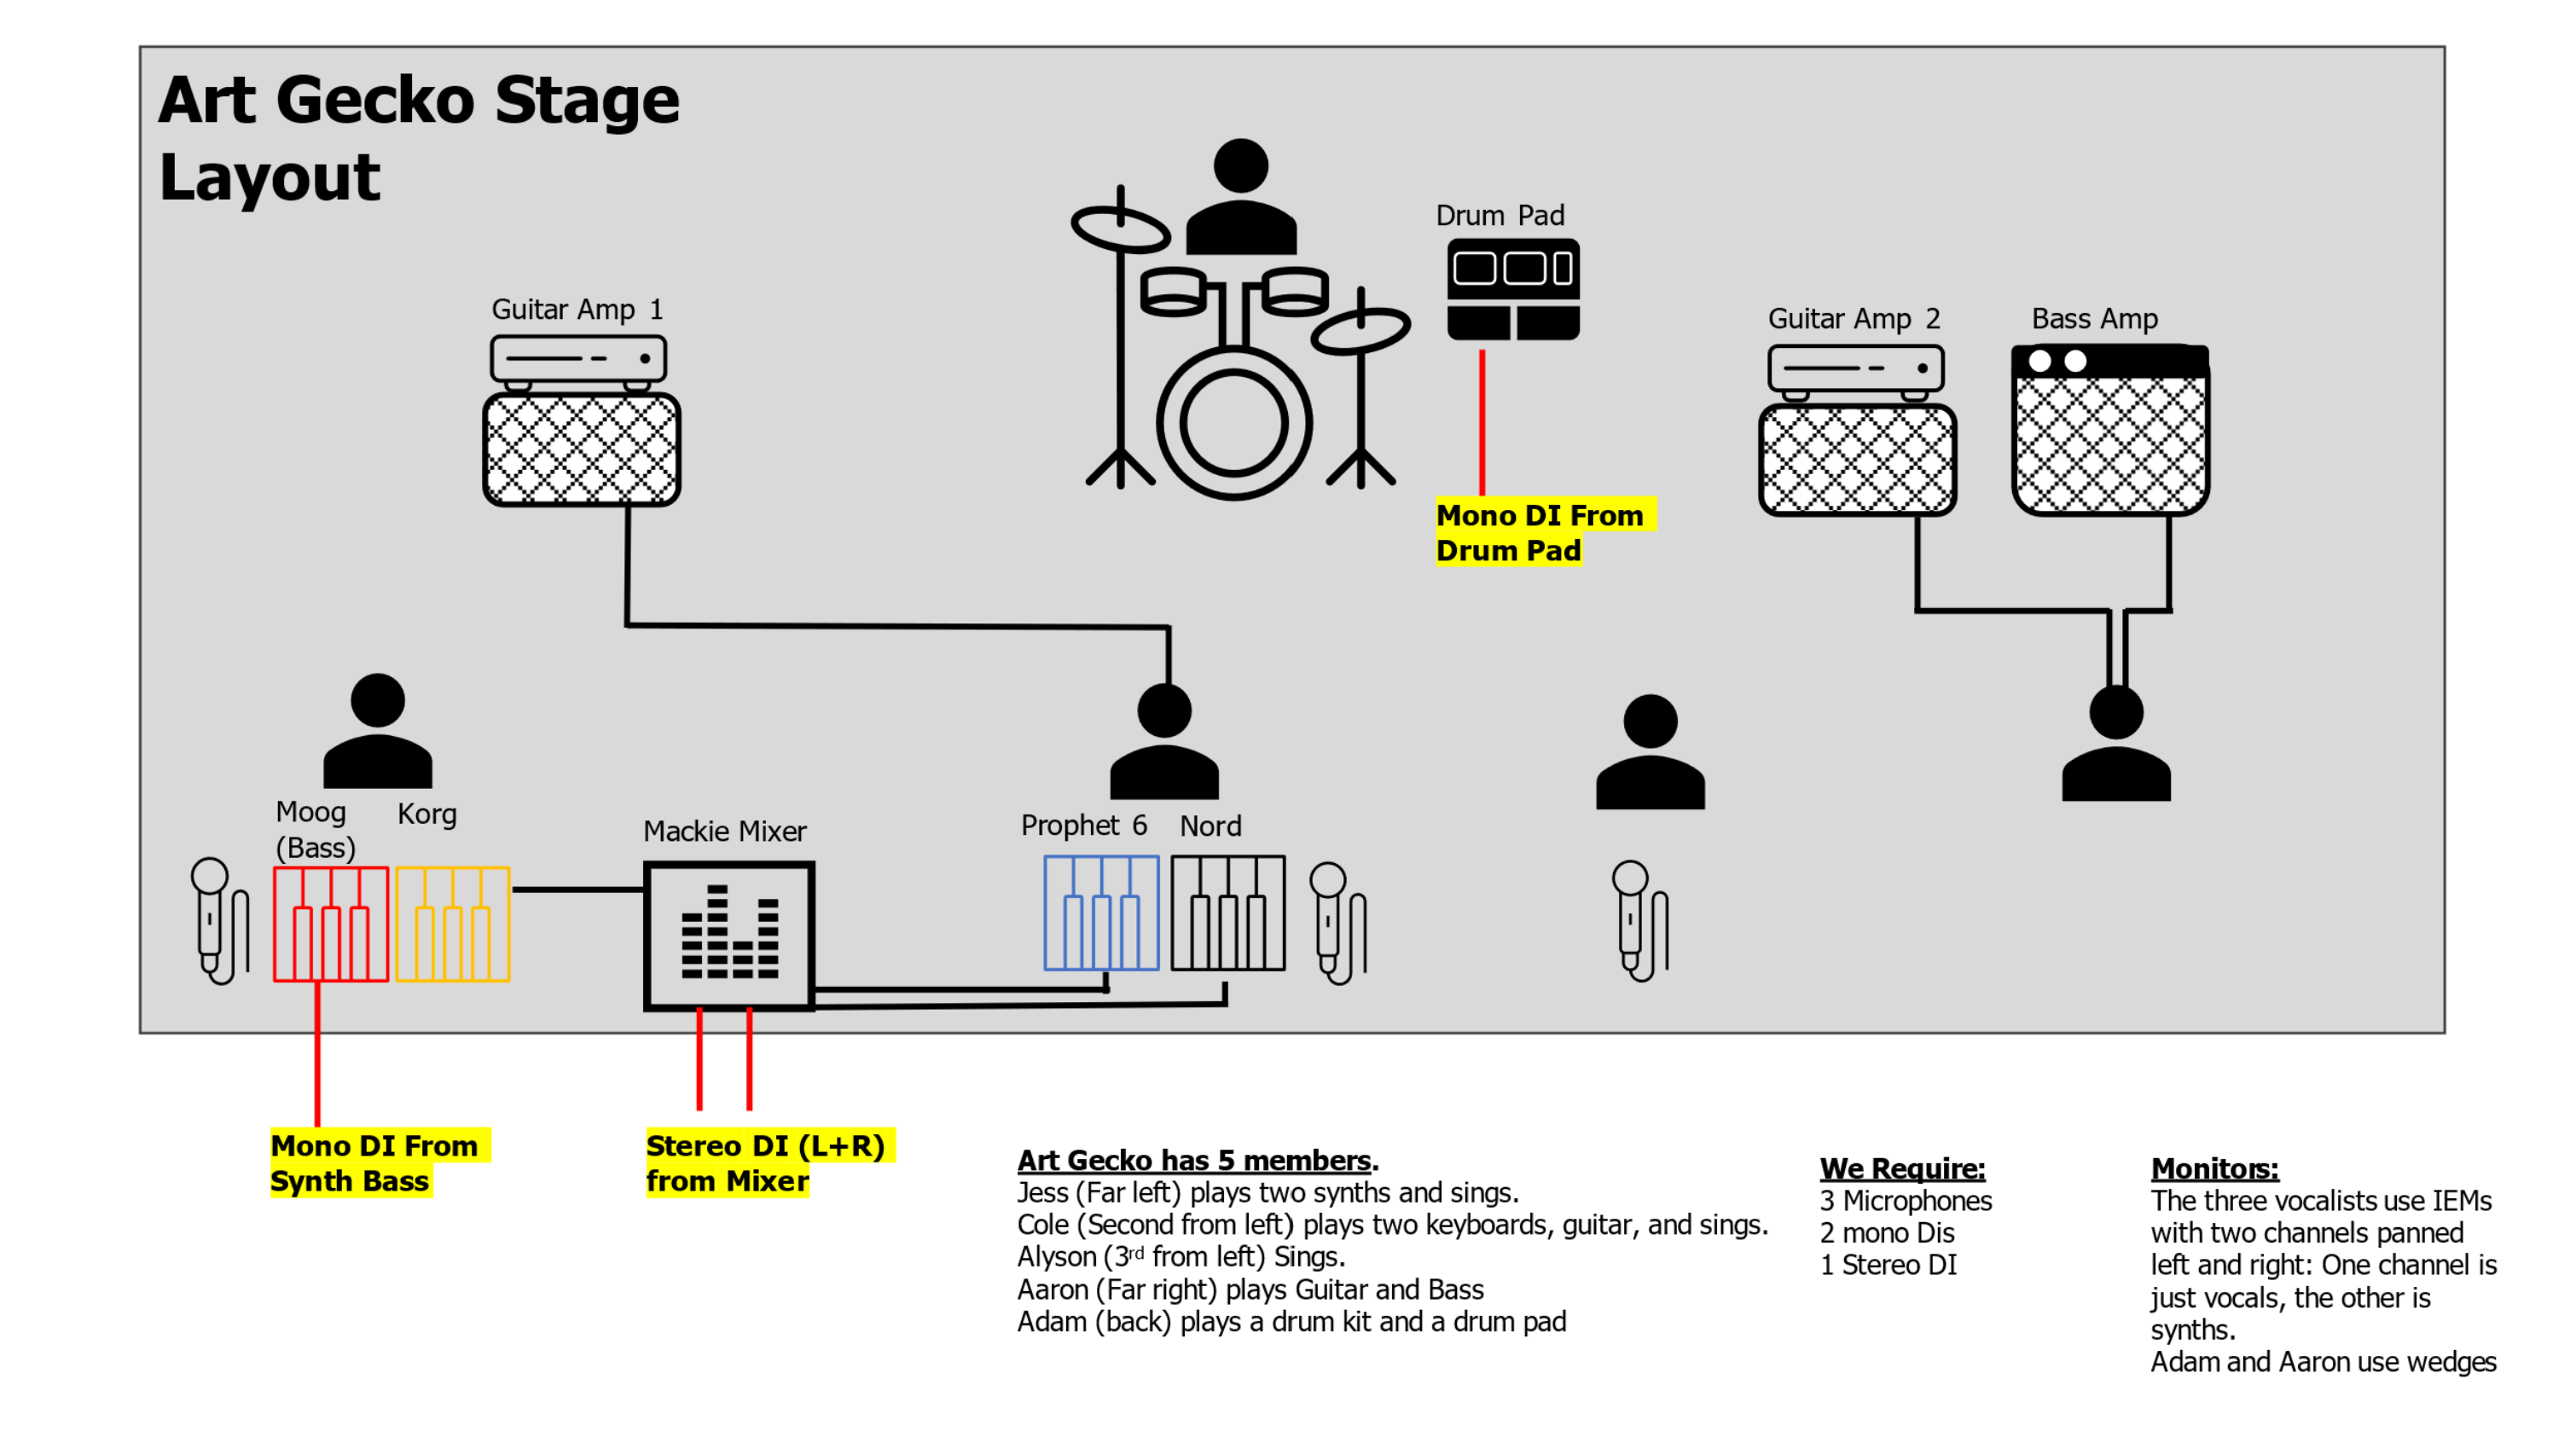 Art Gecko Stage
Layout
Drum Pad
Guitar Amp 1
Guitar Amp 2
Bass Amp
Mono DI From
Drum Pad
Moog
(Bass)
Korg
Mackie Mixer
Prophet 6
Nord
Mono DI From
Synth Bass
Stereo DI (L+R)
from Mixer
Art Gecko has 5 members.
Jess (Far left) plays two synths and sings.
Cole (Second from left) plays two keyboards, guitar, and sings.
Alyson (3rd from left) Sings.
Aaron (Far right) plays Guitar and Bass
Adam (back) plays a drum kit and a drum pad
We Require:
3 Microphones
2 mono Dis
1 Stereo DI
Monitors:
The three vocalists use IEMs
with two channels panned
left and right: One channel is
just vocals, the other is
synths.
Adam and Aaron use wedges